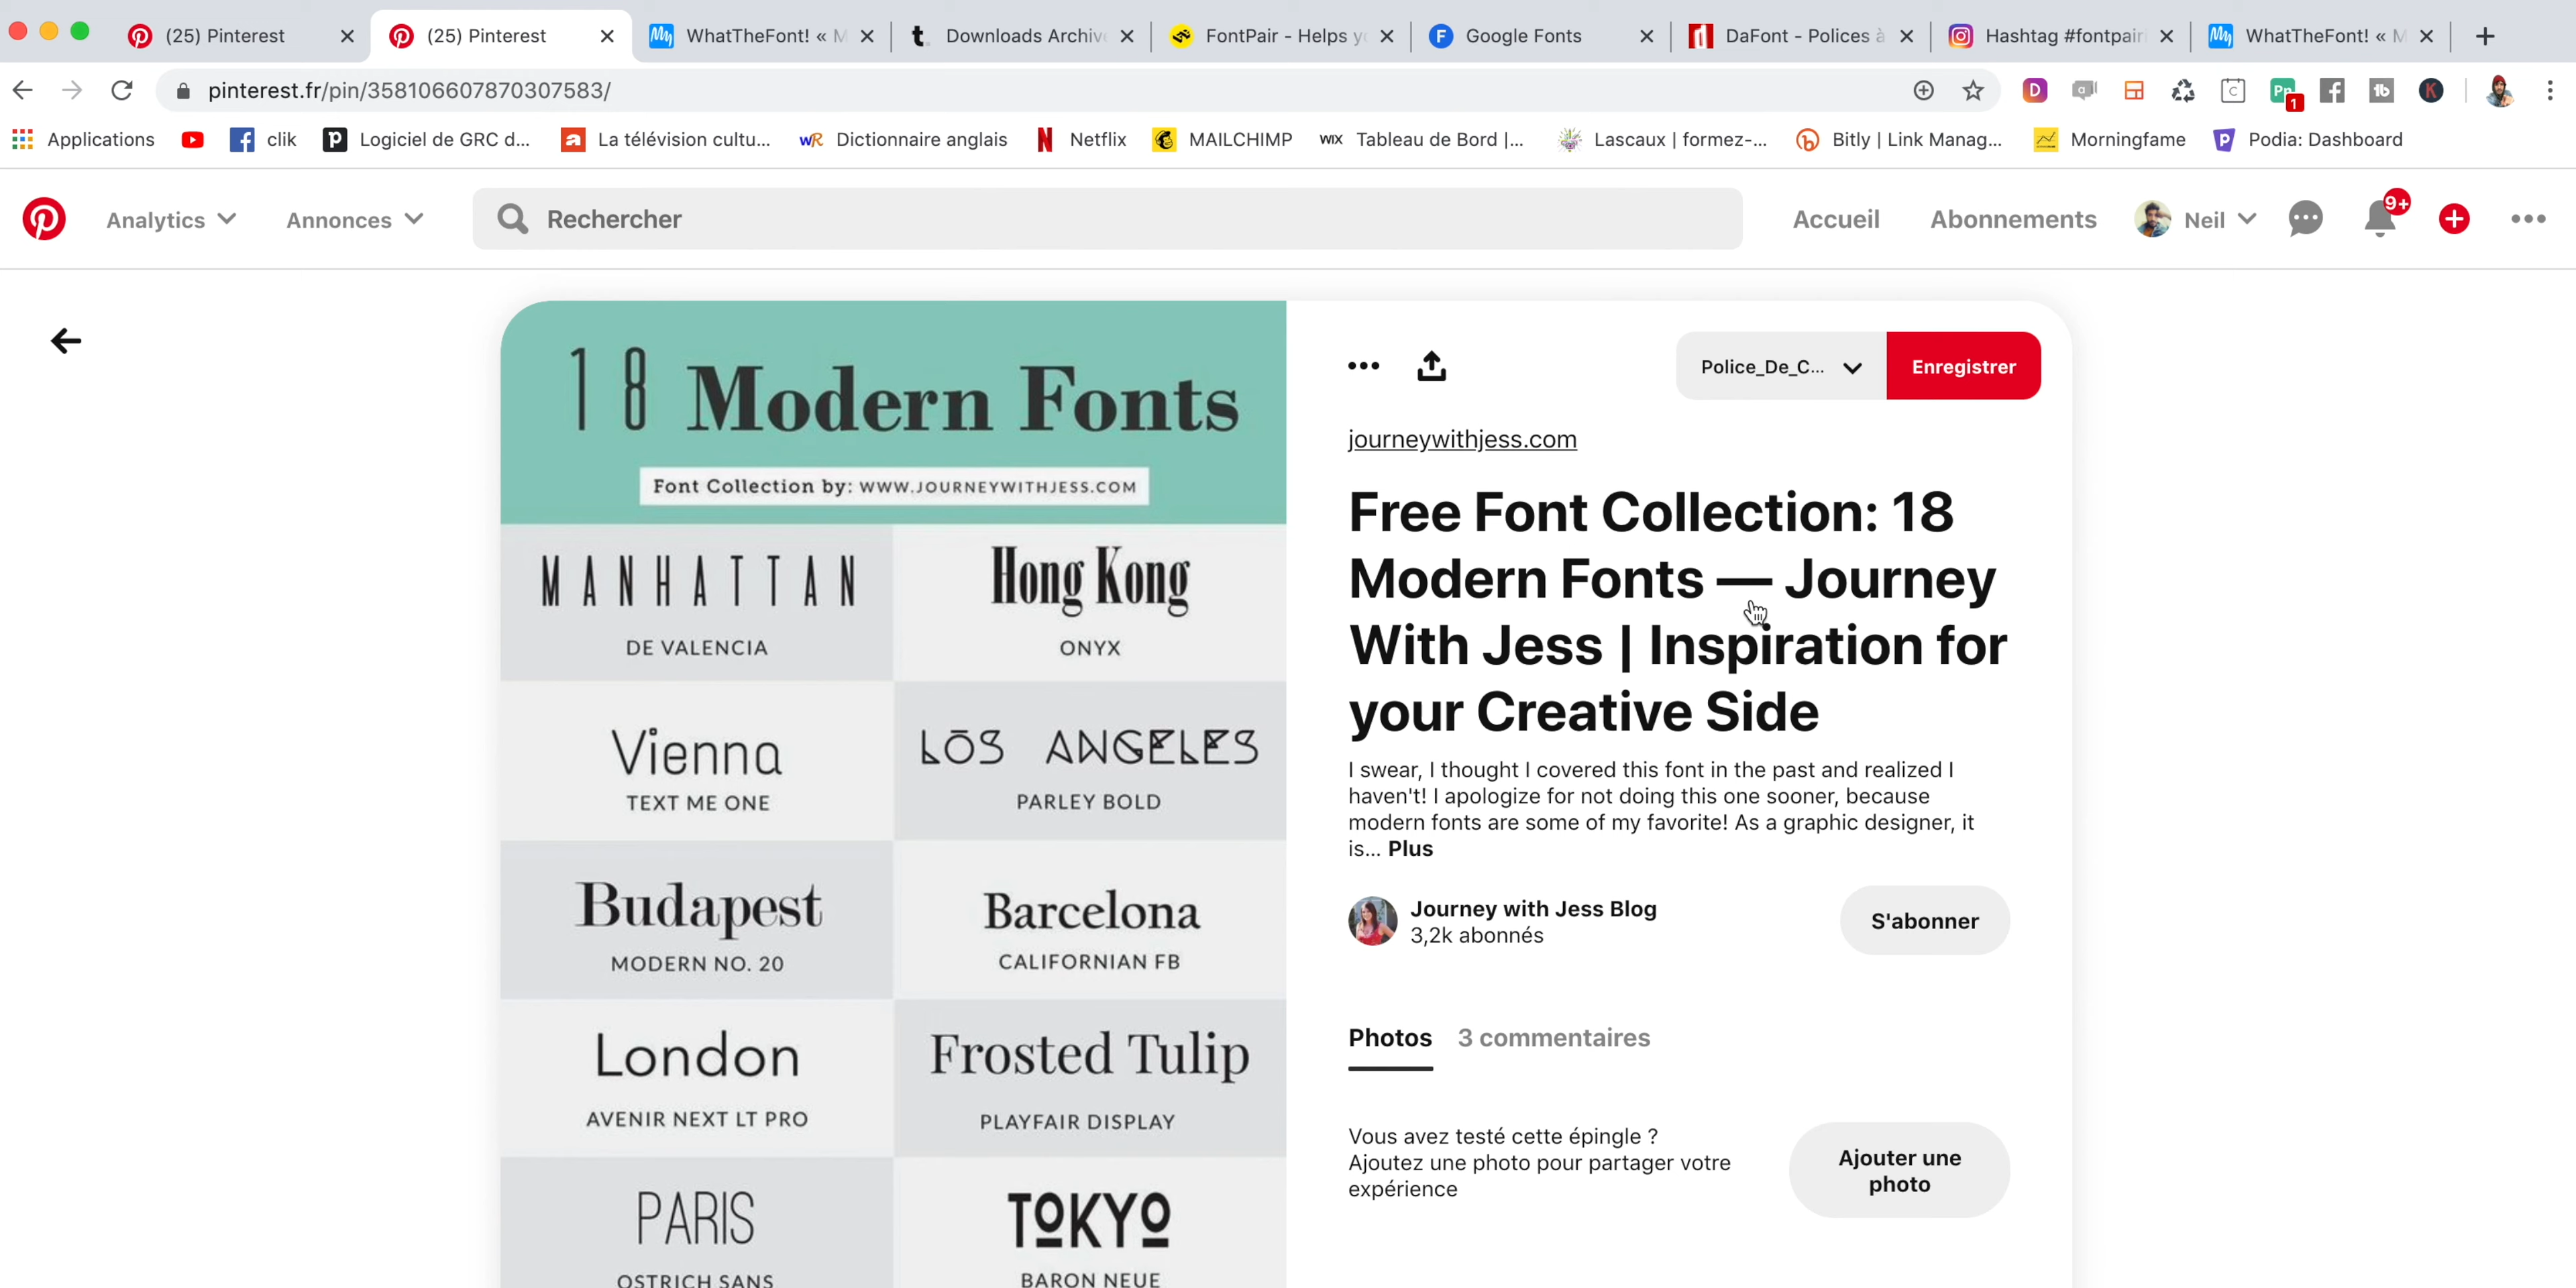 (25) Pinterest
(25) Pinterest
WhatTheFont! « M
Downloads Archive
FontPair - Helps yo
Google Fonts
DaFont - Polices à
Hashtag #fontpair
WhatTheFont! « M
pinterest.fr/pin/358106607870307583/
Applications
clik
Logiciel de GRC d...
La télévision cultu...
Dictionnaire anglais
Netflix
MAILCHIMP
WIX Tableau de Bord |...
Lascaux | formez-...
Bitly | Link Manag...
Morningfame
Podia: Dashboard
Analytics
Annonces
Rechercher
Accueil
Abonnements
Neil
9+
18 Modern Fonts
Font Collection by: WWW.JOURNEYWITHJESS.COM
MANHATTAN
DE VALENCIA
Hong Kong
ONYX
Vienna
TEXT ME ONE
LōS ANGELES
PARLEY BOLD
Budapest
MODERN NO. 20
Barcelona
CALIFORNIAN FB
London
AVENIR NEXT LT PRO
Frosted Tulip
PLAYFAIR DISPLAY
PARIS
OSTRICH SANS
TOKYO
BARON NEUE
Police_De_C...
Enregistrer
journeywithjess.com
Free Font Collection: 18
Modern Fonts — Journey
With Jess | Inspiration for
your Creative Side
I swear, I thought I covered this font in the past and realized I
haven't! I apologize for not doing this one sooner, because
modern fonts are some of my favorite! As a graphic designer, it
is... Plus
Journey with Jess Blog
3,2k abonnés
S'abonner
Photos
3 commentaires
Vous avez testé cette épingle ?
Ajoutez une photo pour partager votre
expérience
Ajouter une
photo